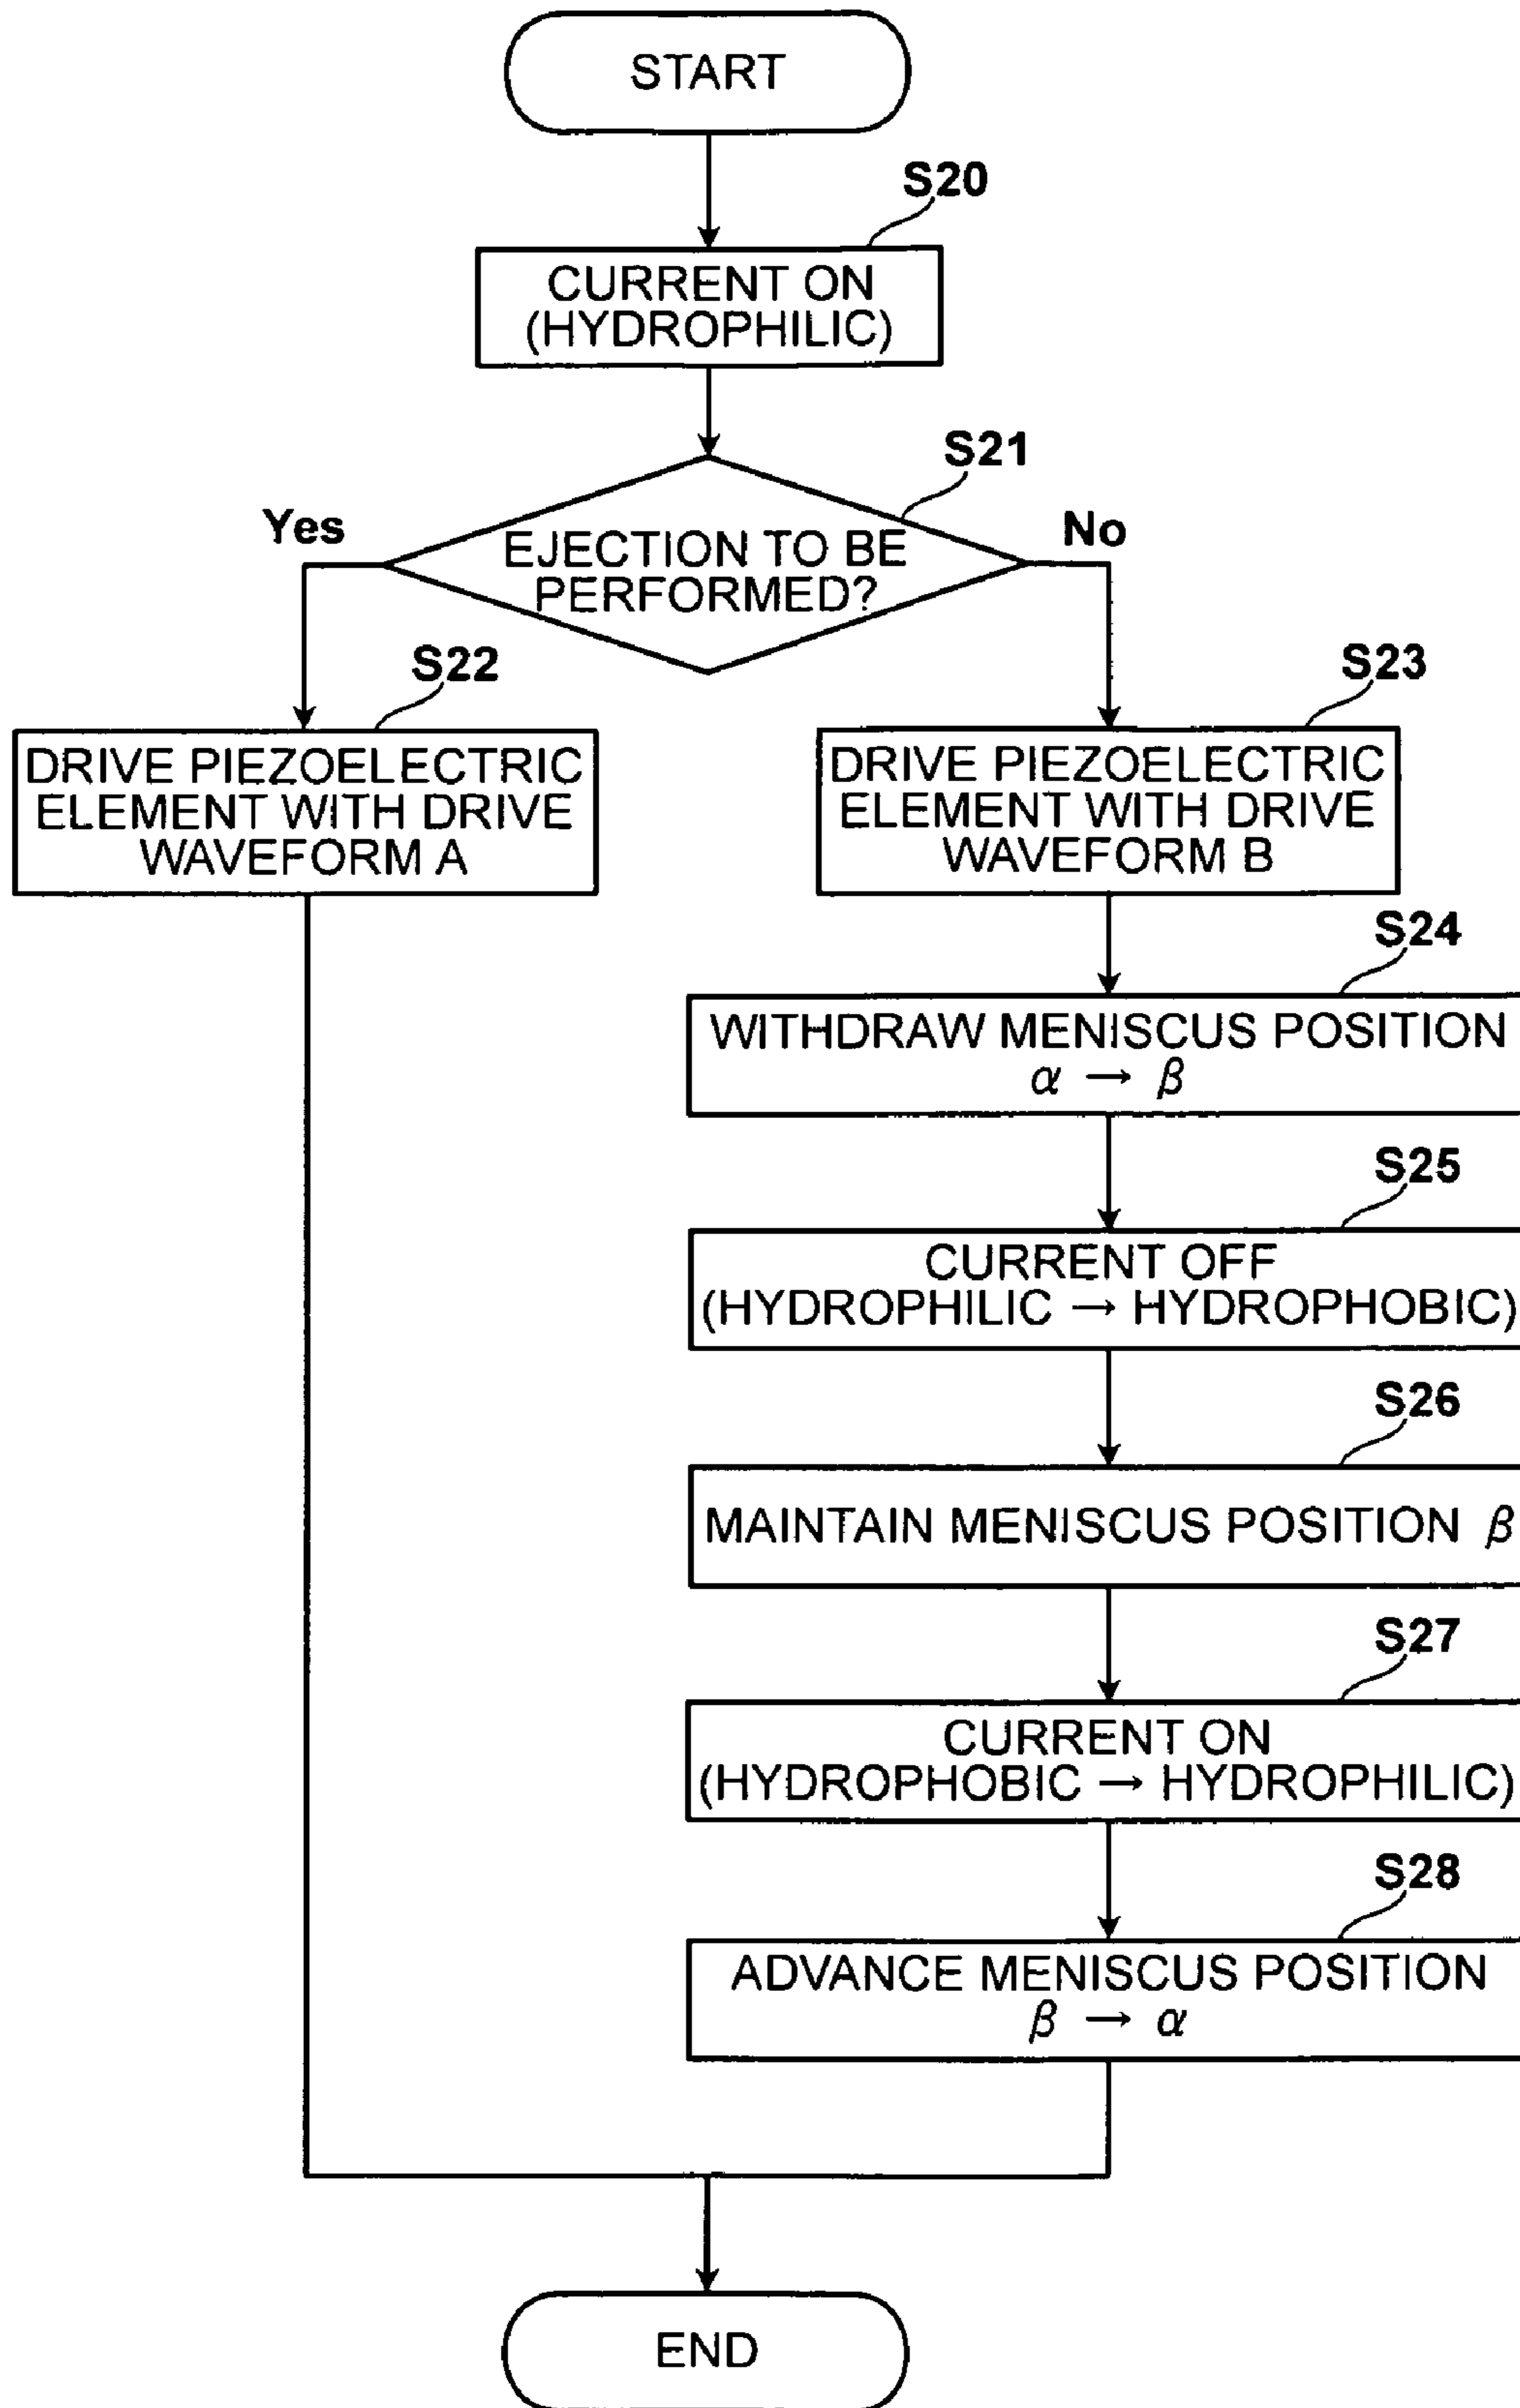 START
S20
CURRENT ON
(HYDROPHILIC)
S21
Yes
EJECTION TO BE
PERFORMED?
No
S22
DRIVE PIEZOELECTRIC
ELEMENT WITH DRIVE
WAVEFORM A
S23
DRIVE PIEZOELECTRIC
ELEMENT WITH DRIVE
WAVEFORM B
S24
WITHDRAW MENISCUS POSITION
α → β
S25
CURRENT OFF
(HYDROPHILIC → HYDROPHOBIC)
S26
MAINTAIN MENISCUS POSITION β
S27
CURRENT ON
(HYDROPHOBIC → HYDROPHILIC)
S28
ADVANCE MENISCUS POSITION
β → α
END